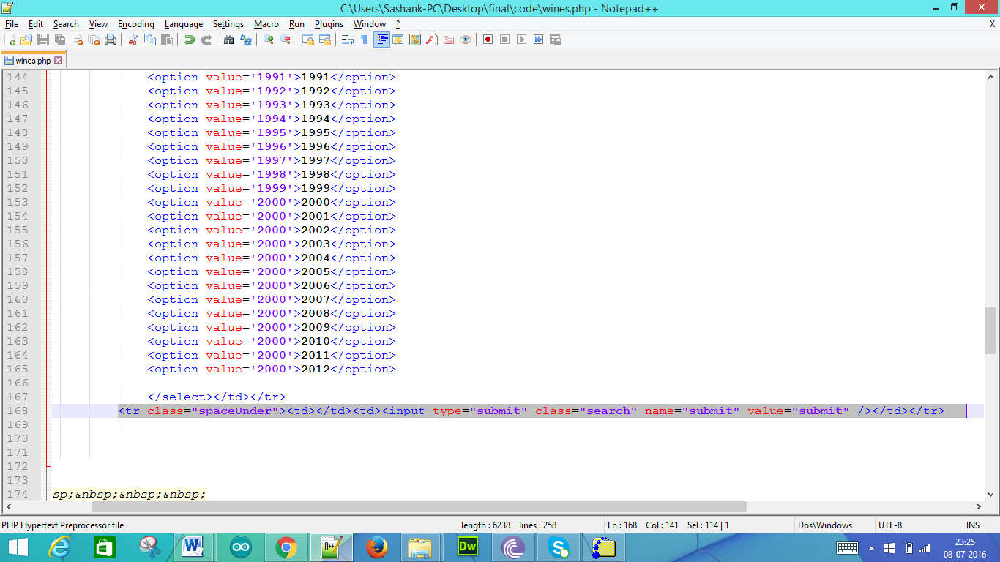 C:\Users\Sashank-PC\Desktop\final\code\wines.php - Notepad++
File Edit Search View Encoding Language Settings Macro Run Plugins Window ? X
wines.php
144 <option value='1991'>1991</option>
145 <option value='1992'>1992</option>
146 <option value='1993'>1993</option>
147 <option value='1994'>1994</option>
148 <option value='1995'>1995</option>
149 <option value='1996'>1996</option>
150 <option value='1997'>1997</option>
151 <option value='1998'>1998</option>
152 <option value='1999'>1999</option>
153 <option value='2000'>2000</option>
154 <option value='2000'>2001</option>
155 <option value='2000'>2002</option>
156 <option value='2000'>2003</option>
157 <option value='2000'>2004</option>
158 <option value='2000'>2005</option>
159 <option value='2000'>2006</option>
160 <option value='2000'>2007</option>
161 <option value='2000'>2008</option>
162 <option value='2000'>2009</option>
163 <option value='2000'>2010</option>
164 <option value='2000'>2011</option>
165 <option value='2000'>2012</option>
166
167 </select></td></tr>
168 <tr class="spaceUnder"><td></td><td><input type="submit" class="search" name="submit" value="submit" /></td></tr>
169
170
171
172
173
174 sp;&nbsp;&nbsp;&nbsp;
PHP Hypertext Preprocessor file length : 6238 lines : 258 Ln : 168 Col : 141 Sel : 114 | 1 Dos\Windows UTF-8 INS
Dw
23:25
08-07-2016